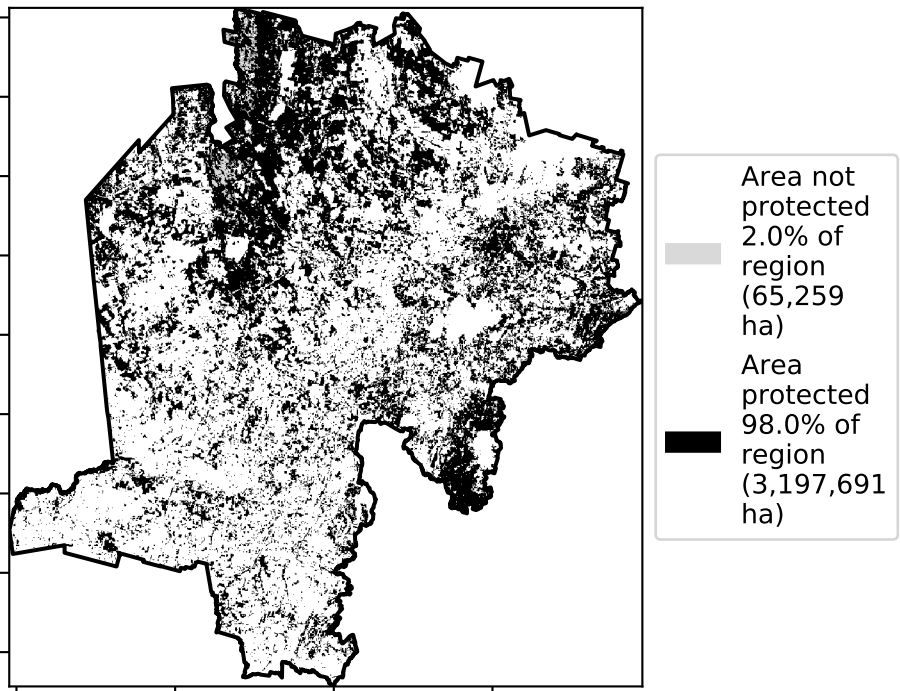 Area not
protected
2.0% of
region
(65,259
ha)
Area
protected
98.0% of
region
(3,197,691
ha)